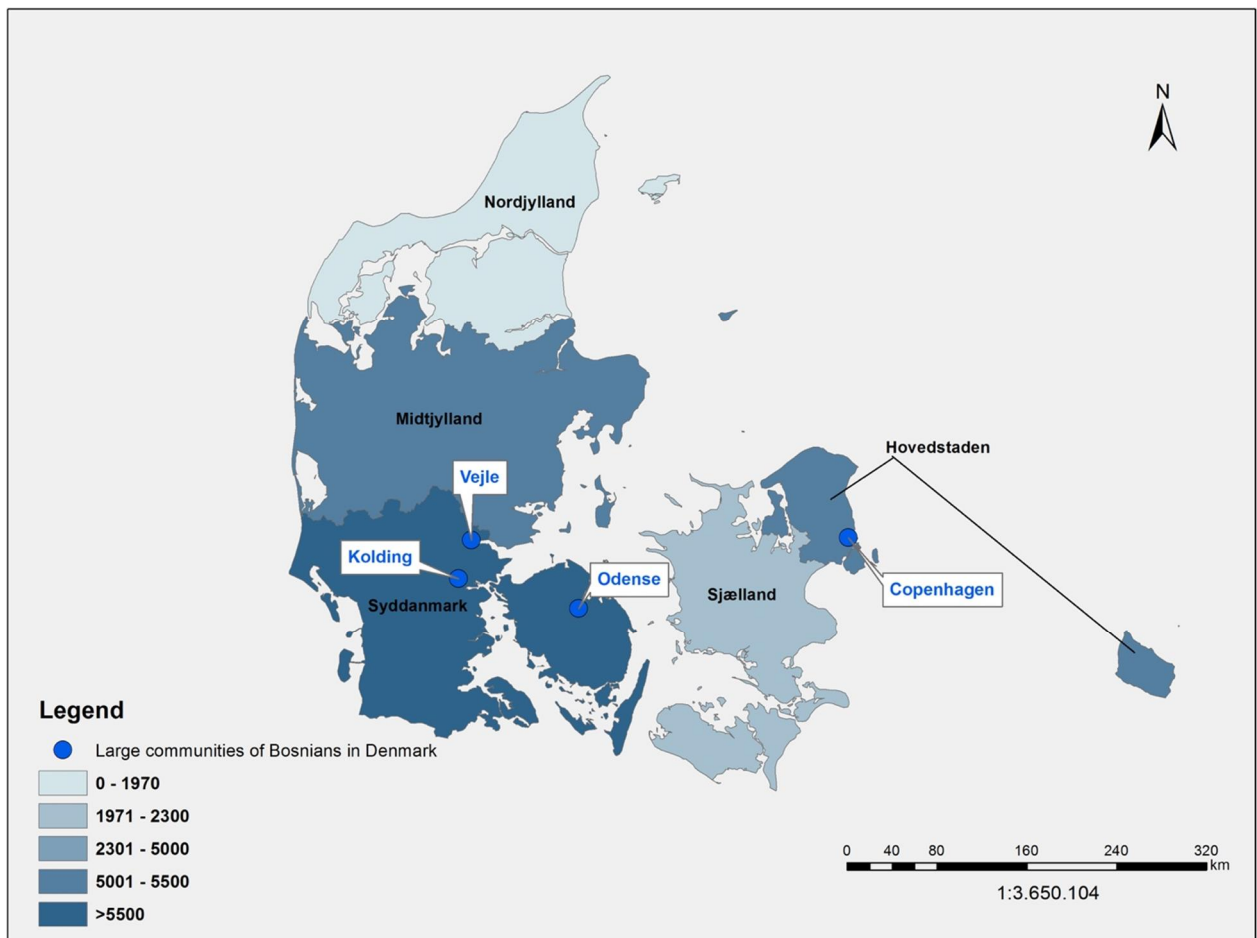 N
Nordjylland
Midtjylland
Hovedstaden
Vejle
Kolding
Odense
Copenhagen
Sjælland
Syddanmark
Legend
Large communities of Bosnians in Denmark
0 - 1970
1971 - 2300
2301 - 5000
5001 - 5500
>5500
0 40 80 160 240 320
km
1:3.650.104